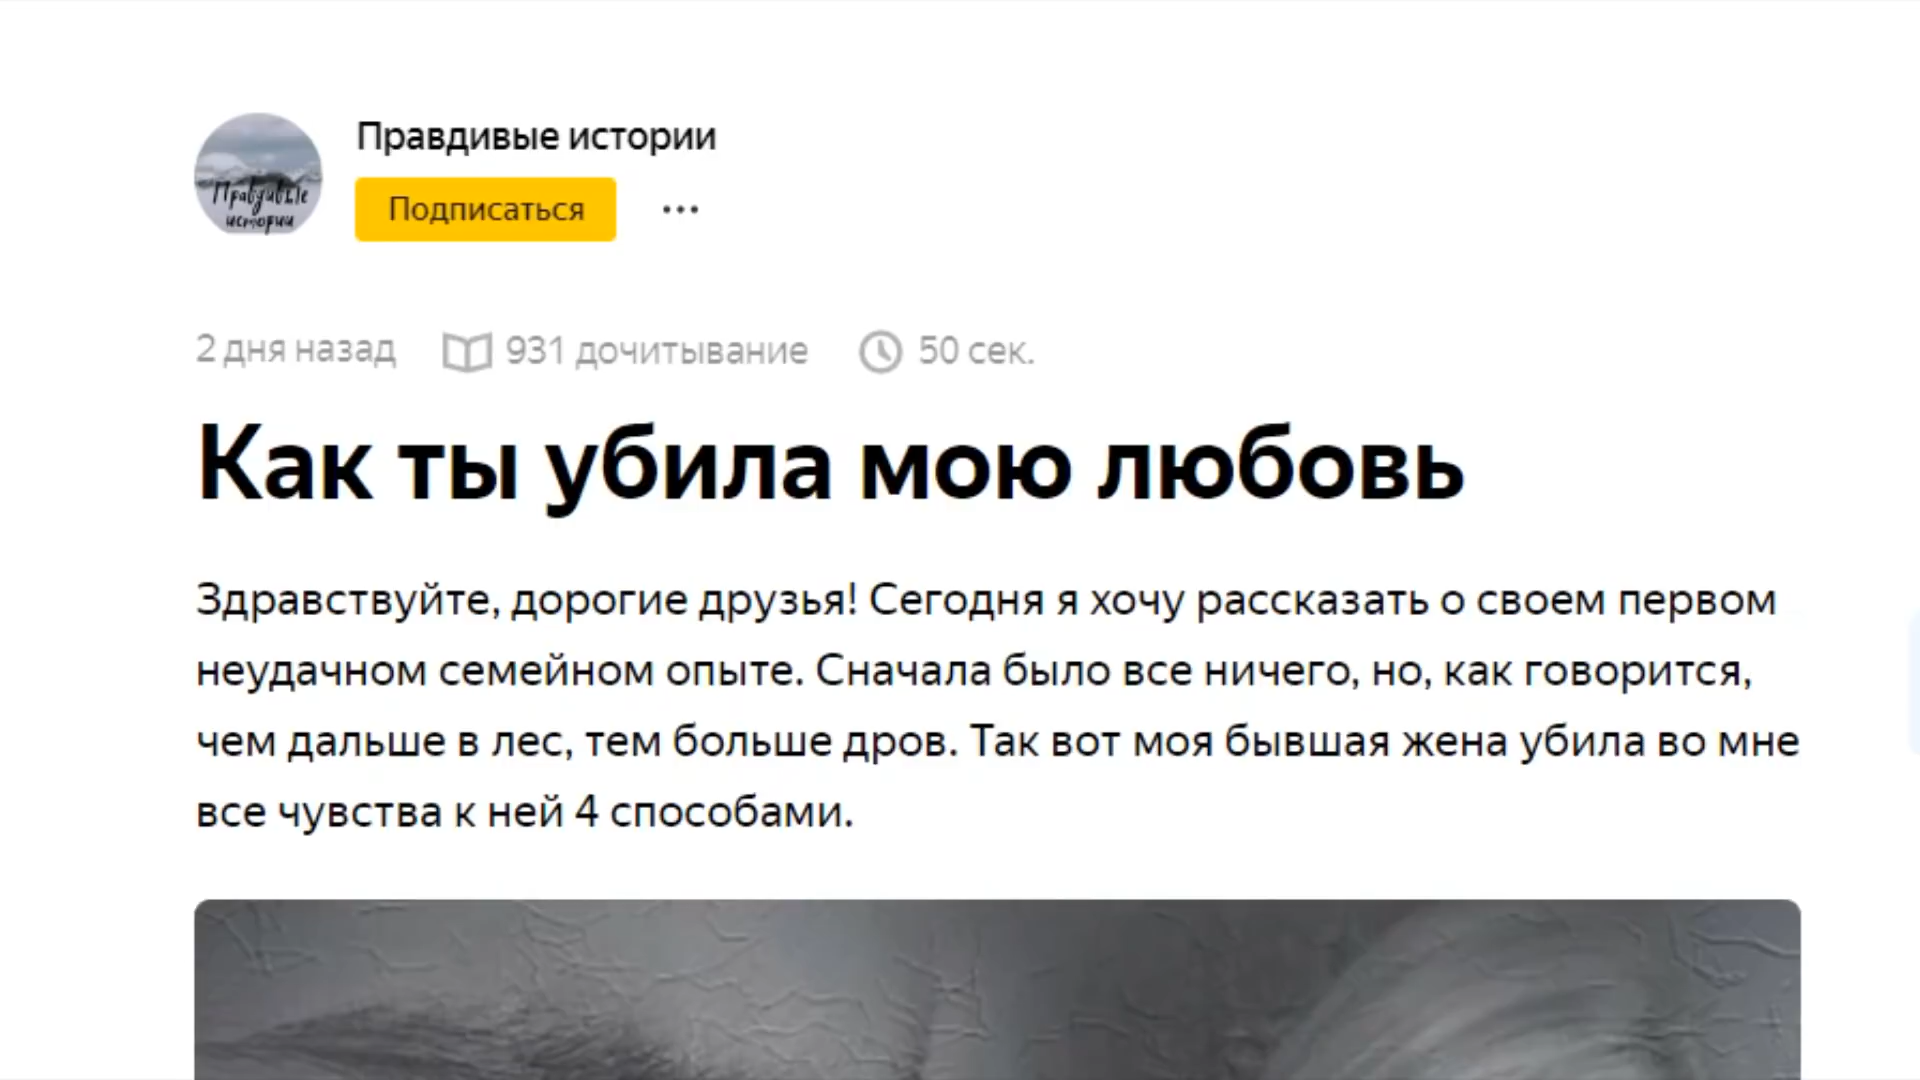 Правдивые истории
Правдивые
истории
Подписаться
2 дня назад 931 дочитывание 50 сек.
Как ты убила мою любовь
Здравствуйте, дорогие друзья! Сегодня я хочу рассказать о своем первом
неудачном семейном опыте. Сначала было все ничего, но, как говорится,
чем дальше в лес, тем больше дров. Так вот моя бывшая жена убила во мне
все чувства к ней 4 способами.